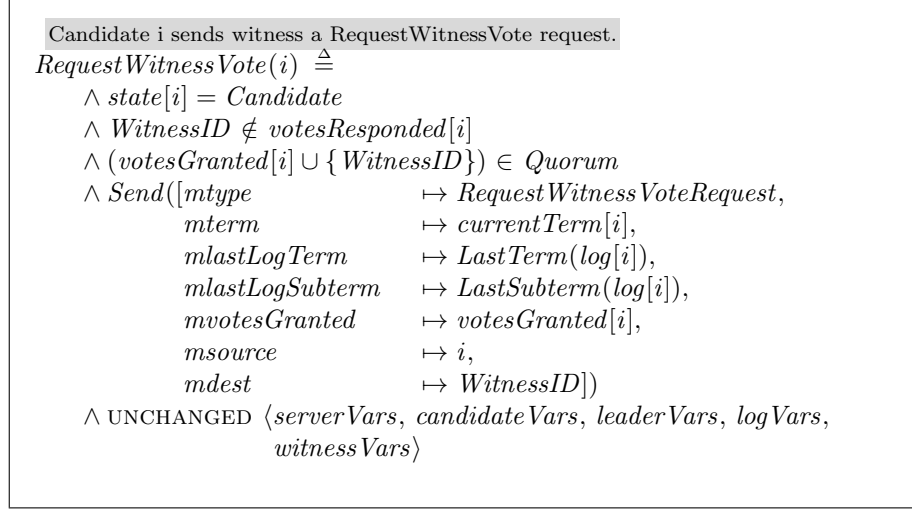 Candidate i sends witness a RequestWitnessVote request.
RequestWitnessVote(i) ≜
∧ state[i] = Candidate
∧ WitnessID ∉ votesResponded[i]
∧ (votesGranted[i] ∪ {WitnessID}) ∈ Quorum
∧ Send([mtype ↦ RequestWitnessVoteRequest,
mterm ↦ currentTerm[i],
mlastLogTerm ↦ LastTerm(log[i]),
mlastLogSubterm ↦ LastSubterm(log[i]),
mvotesGranted ↦ votesGranted[i],
msource ↦ i,
mdest ↦ WitnessID])
∧ UNCHANGED ⟨serverVars, candidateVars, leaderVars, logVars,
witnessVars⟩